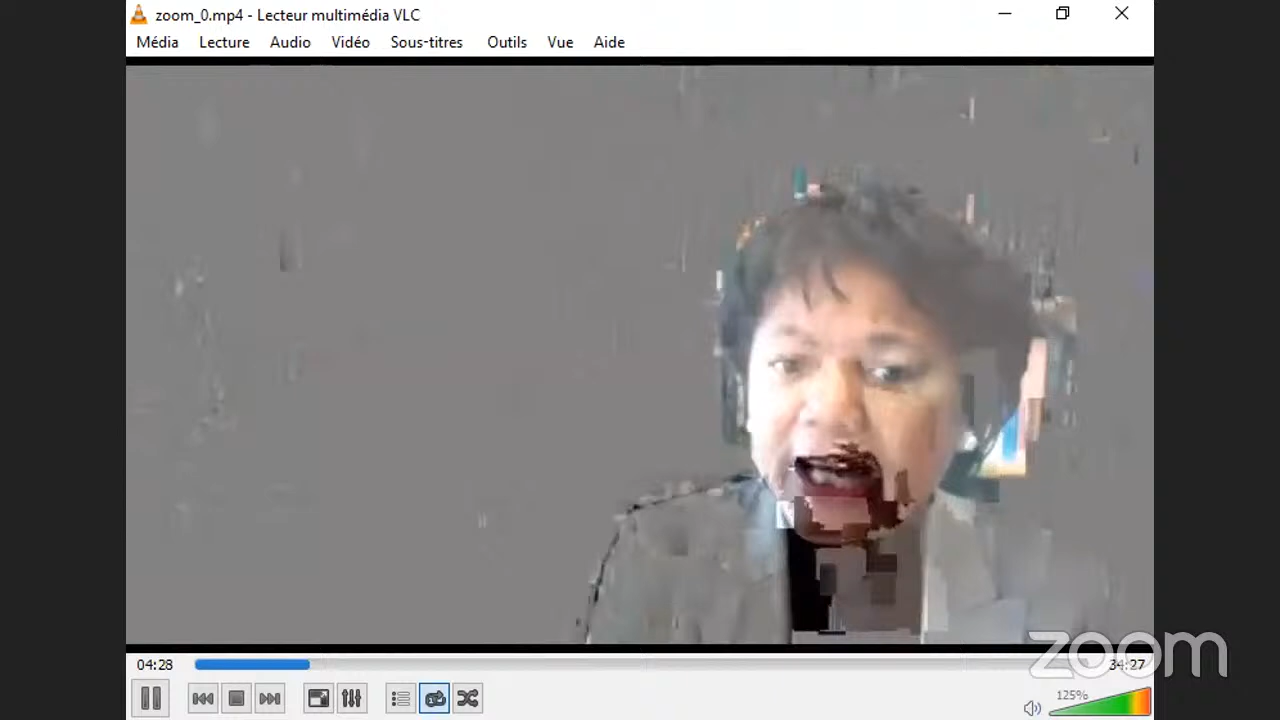 zoom_0.mp4 - Lecteur multimédia VLC
Média Lecture Audio Vidéo Sous-titres Outils Vue Aide
04:28
34:27
zoom
125%